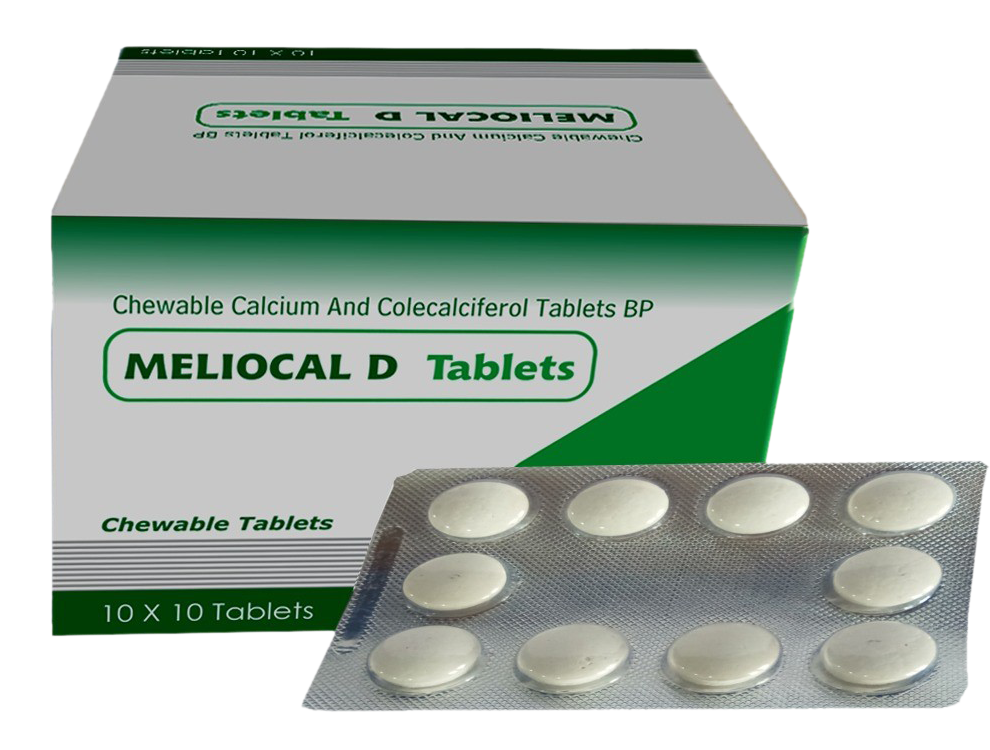 10 X 10 Tablets
MELIOCAL D Tablets
Chewable Calcium And Colecalciferol Tablets BP
Chewable Calcium And Colecalciferol Tablets BP
MELIOCAL D Tablets
Chewable Tablets
10 X 10 Tablets